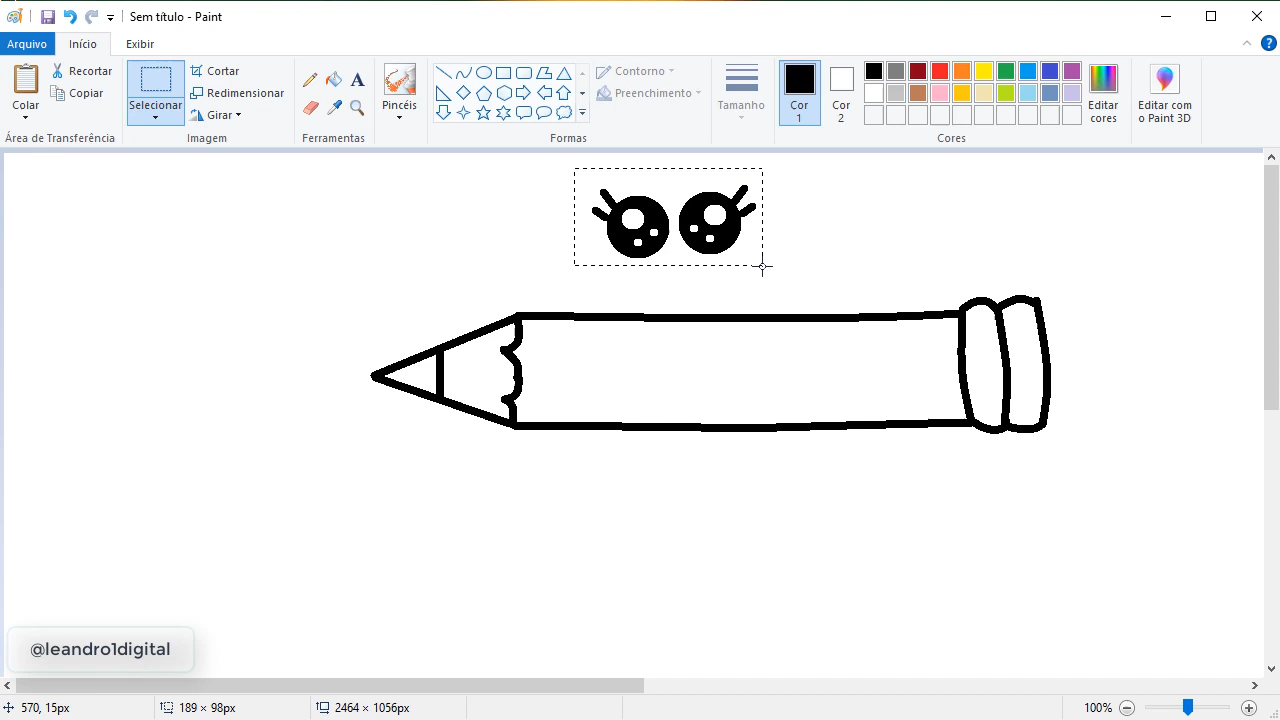 Sem título - Paint
Arquivo Início Exibir
Colar
Recortar
Copiar
Área de Transferência
Selecionar
Cortar
Redimensionar
Girar
Imagem
A
Ferramentas
Pincéis
Formas
Contorno
Preenchimento
Tamanho
Cor 1
Cor 2
Cores
Editar cores
Editar com o Paint 3D
?
@leandro1digital
570, 15px 189 × 98px 2464 × 1056px 100%